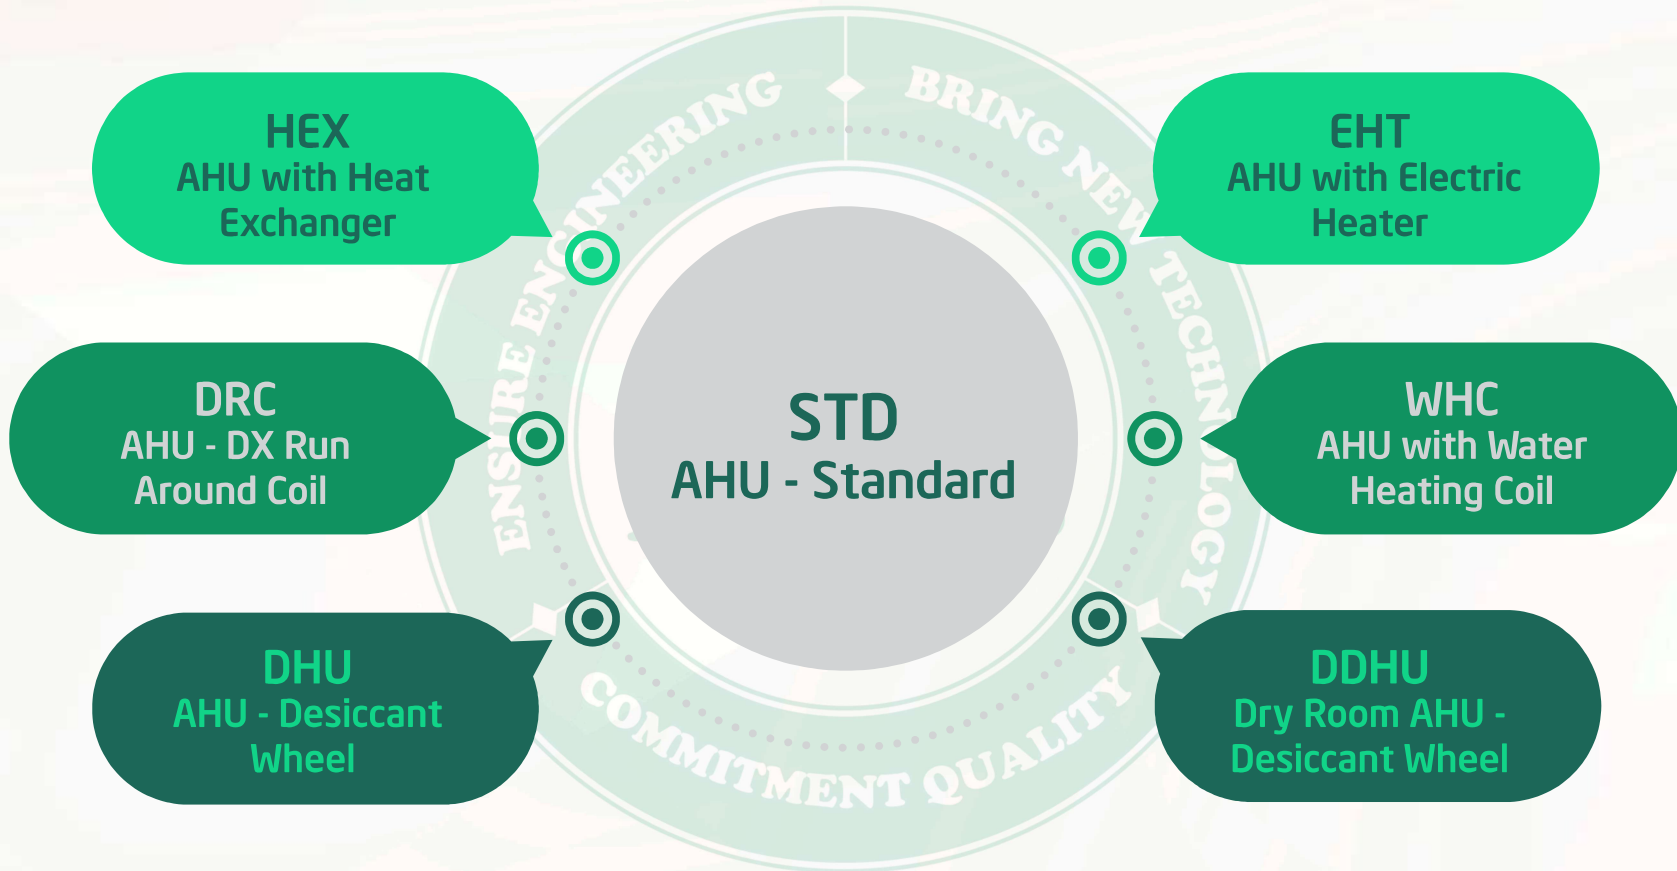 ENSURE ENGINEERING
BRING NEW TECHNOLOGY
COMMITMENT QUALITY
HEX
AHU with Heat
Exchanger
EHT
AHU with Electric
Heater
DRC
AHU - DX Run
Around Coil
STD
AHU - Standard
WHC
AHU with Water
Heating Coil
DHU
AHU - Desiccant
Wheel
DDHU
Dry Room AHU -
Desiccant Wheel